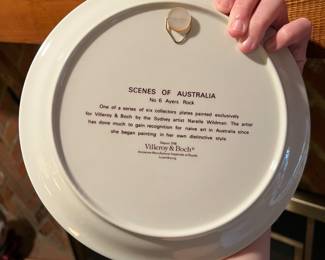 SCENES OF AUSTRALIA
No 6 Ayers Rock
One of a series of six collectors plates painted exclusively
for Villeroy & Boch by the Sydney artist Narelle Wildman. The artist
has done much to gain recognition for naive art in Australia since
she began painting in her own distinctive style
Depuis 1748
Villeroy & Boch®
Luxembourg